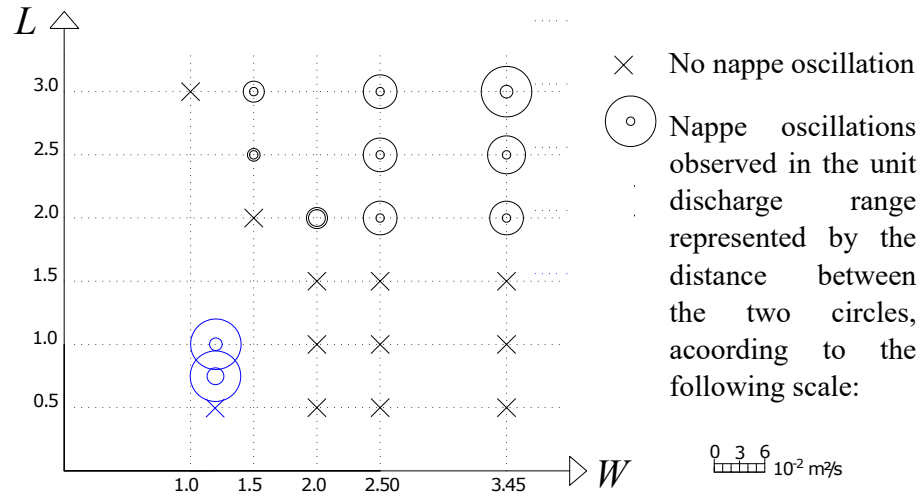 L
3.0
2.5
2.0
1.5
1.0
0.5
1.0 1.5 2.0 2.50 3.45
W
No nappe oscillation
Nappe oscillations
observed in the unit
discharge range
represented by the
distance between
the two circles,
acoording to the
following scale:
0 3 6
10⁻² m²/s